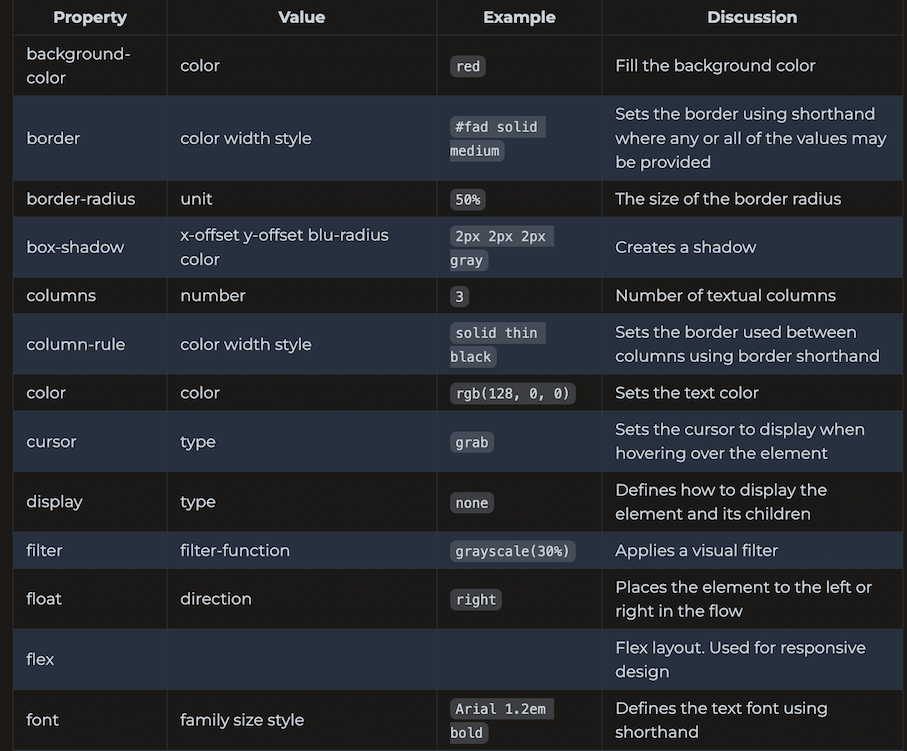 Property Value Example Discussion
background-
color color red Fill the background color
border color width style #fad solid
medium Sets the border using shorthand
where any or all of the values may
be provided
border-radius unit 50% The size of the border radius
box-shadow x-offset y-offset blu-radius
color 2px 2px 2px
gray Creates a shadow
columns number 3 Number of textual columns
column-rule color width style solid thin
black Sets the border used between
columns using border shorthand
color color rgb(128, 0, 0) Sets the text color
cursor type grab Sets the cursor to display when
hovering over the element
display type none Defines how to display the
element and its children
filter filter-function grayscale(30%) Applies a visual filter
float direction right Places the element to the left or
right in the flow
flex Flex layout. Used for responsive
design
font family size style Arial 1.2em
bold Defines the text font using
shorthand